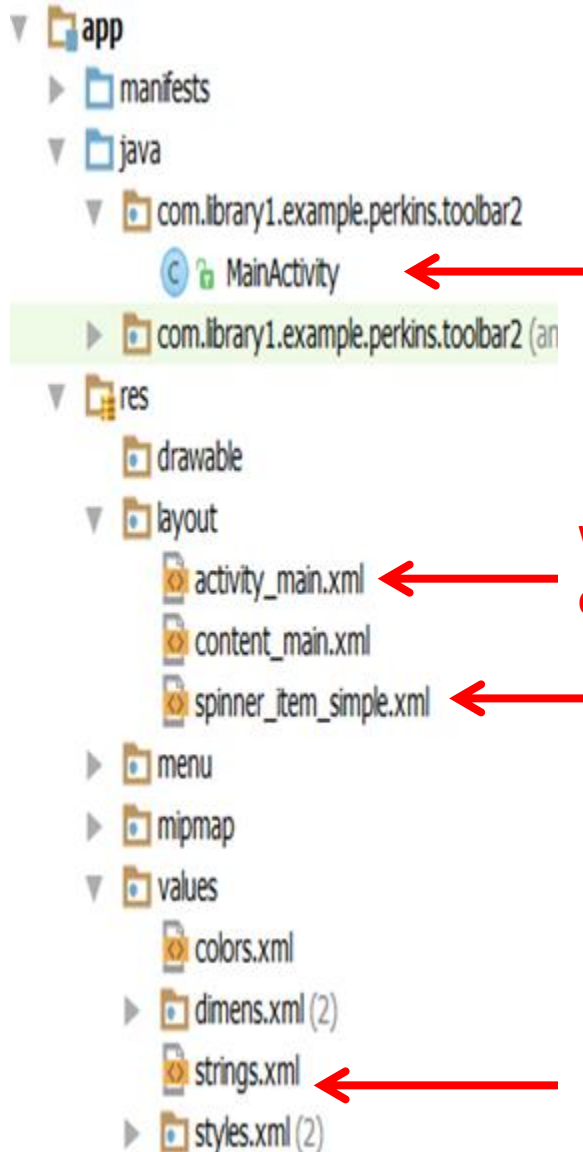 app
manifests
java
com.library1.example.perkins.toolbar2
MainActivity
com.library1.example.perkins.toolbar2 (an
res
drawable
layout
activity_main.xml
content_main.xml
spinner_item_simple.xml
menu
mipmap
values
colors.xml
dimens.xml (2)
strings.xml
styles.xml (2)